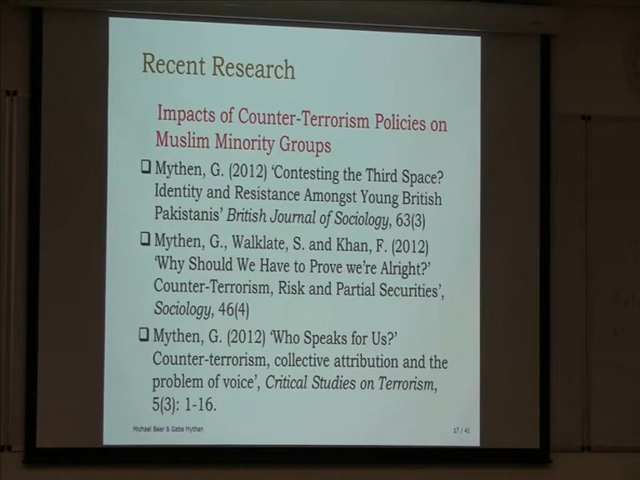 Recent Research
Impacts of Counter-Terrorism Policies on
Muslim Minority Groups
❑ Mythen, G. (2012) ‘Contesting the Third Space?
Identity and Resistance Amongst Young British
Pakistanis’ British Journal of Sociology, 63(3)
❑ Mythen, G., Walklate, S. and Khan, F. (2012)
‘Why Should We Have to Prove we’re Alright?’
Counter-Terrorism, Risk and Partial Securities’,
Sociology, 46(4)
❑ Mythen, G. (2012) ‘Who Speaks for Us?’
Counter-terrorism, collective attribution and the
problem of voice’, Critical Studies on Terrorism,
5(3): 1-16.
Michael Beer & Gabe Mythen 17 / 41